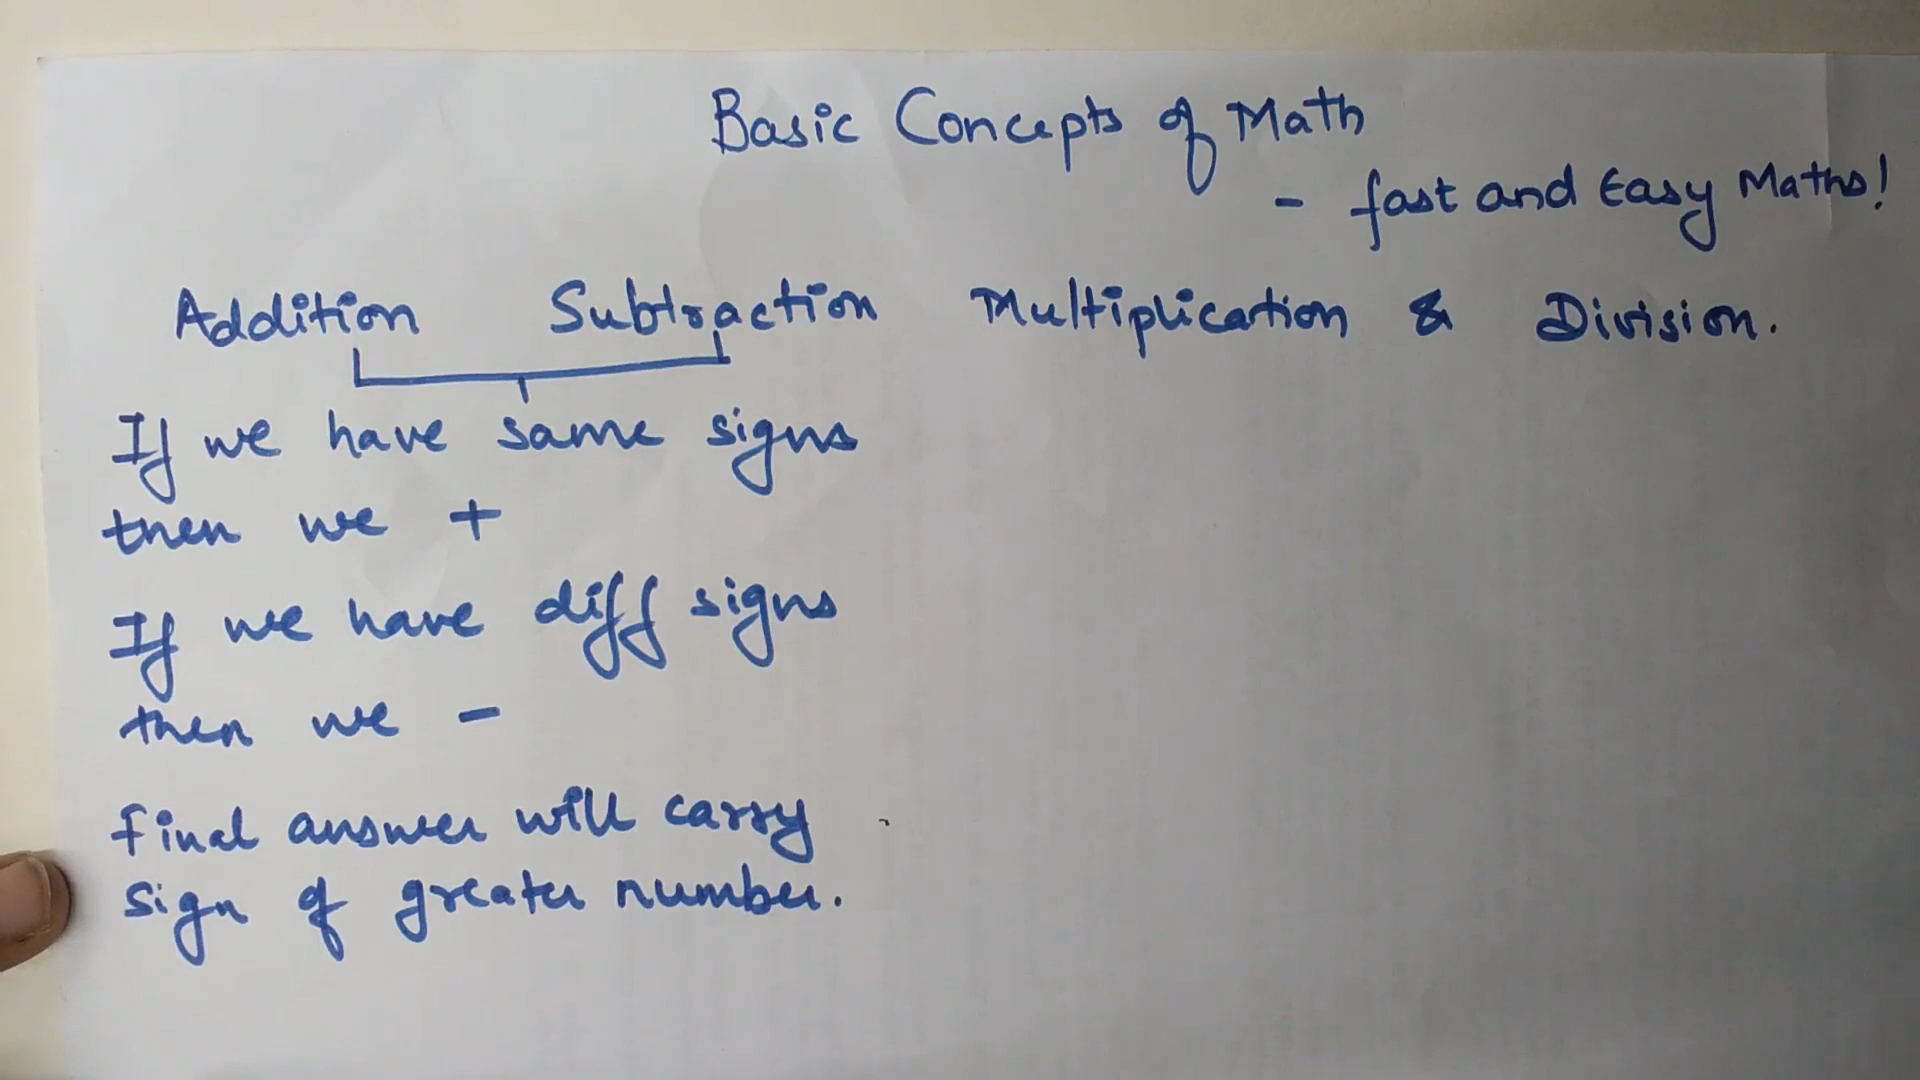 Basic Concepts of Math
- fast and Easy Maths!
Addition Subtraction Multiplication & Division.
If we have same signs
then we +
If we have diff signs
then we -
Final answer will carry
sign of greater number.